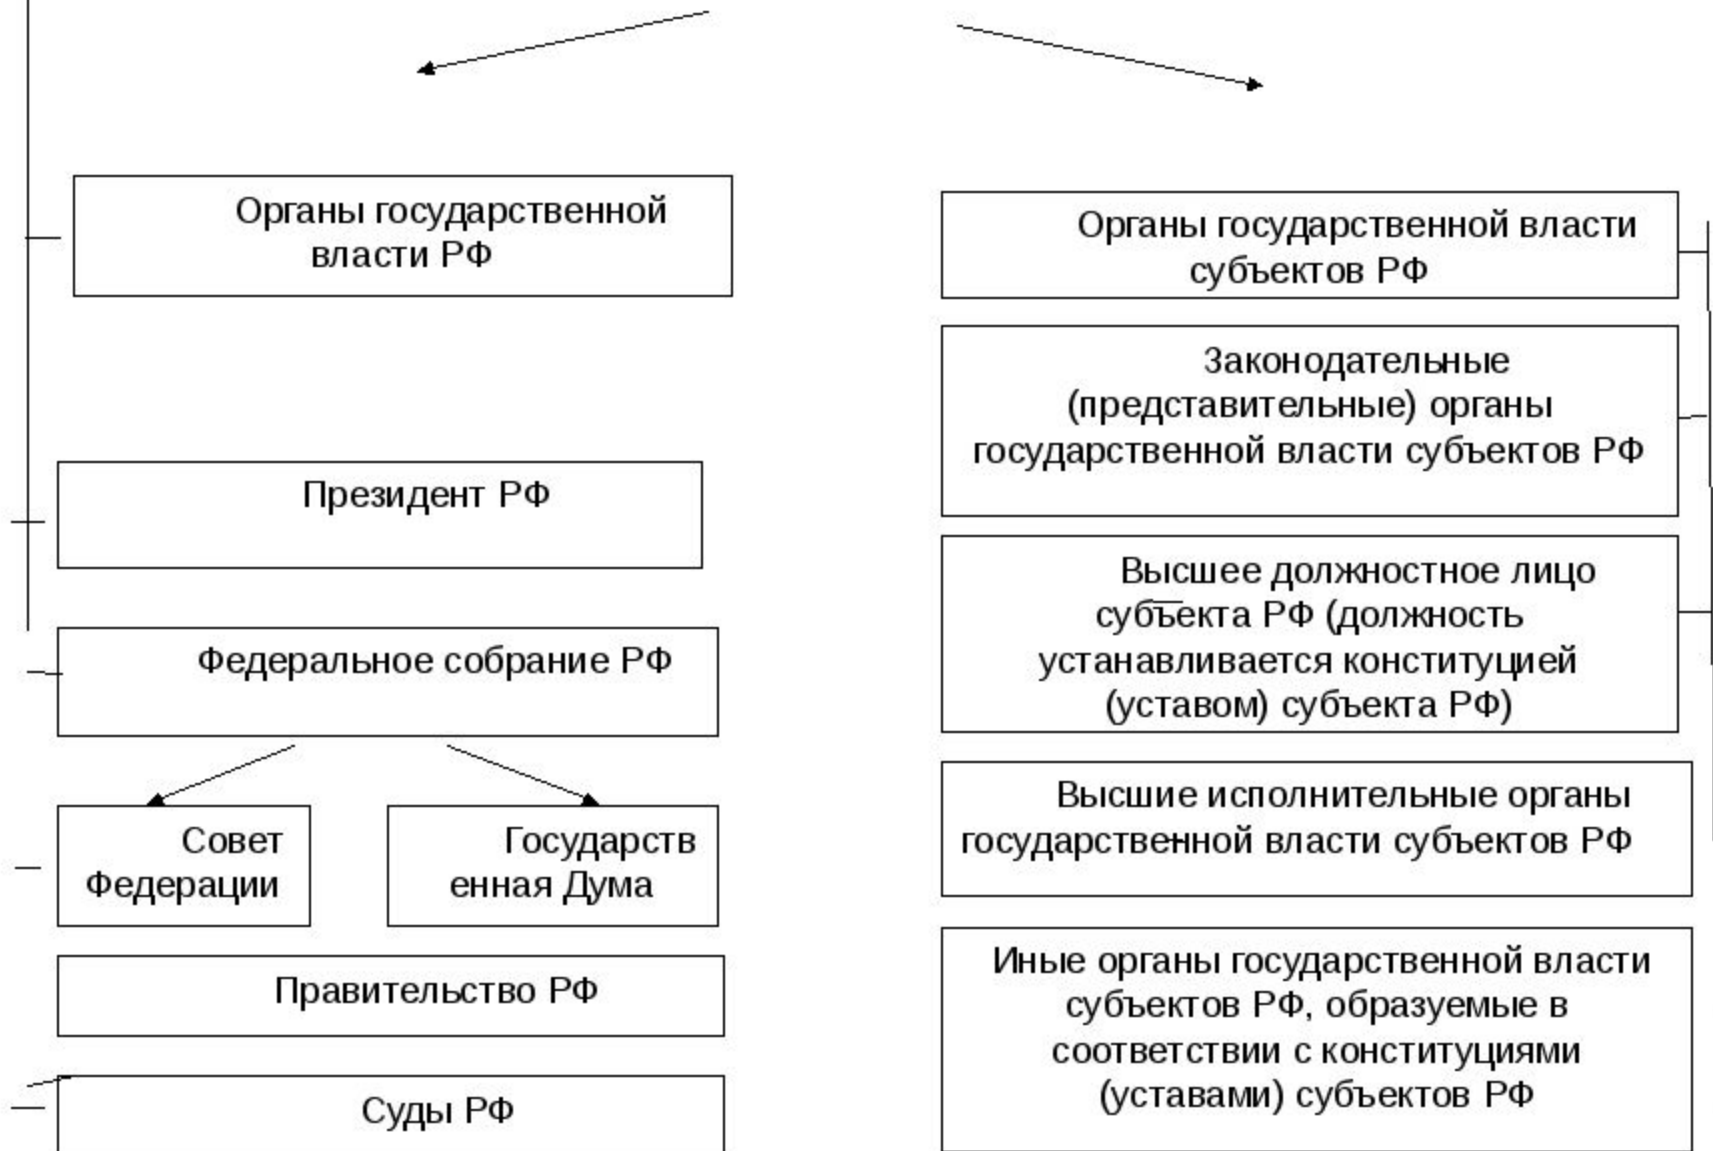 Органы государственной
власти РФ
Президент РФ
Федеральное собрание РФ
Совет
Федерации
Государств
енная Дума
Правительство РФ
Суды РФ
Органы государственной власти
субъектов РФ
Законодательные
(представительные) органы
государственной власти субъектов РФ
Высшее должностное лицо
субъекта РФ (должность
устанавливается конституцией
(уставом) субъекта РФ)
Высшие исполнительные органы
государственной власти субъектов РФ
Иные органы государственной власти
субъектов РФ, образуемые в
соответствии с конституциями
(уставами) субъектов РФ